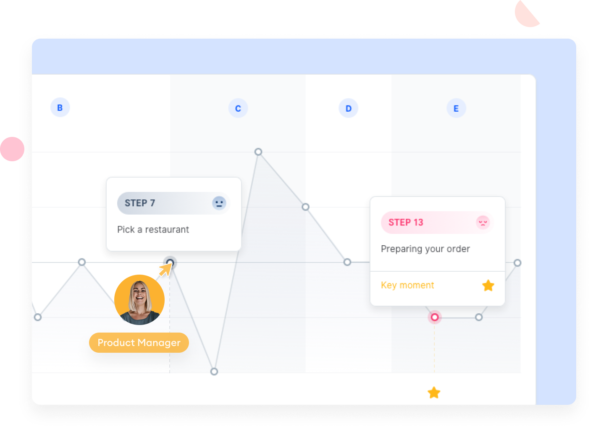 B
C
D
E
STEP 7
Pick a restaurant
STEP 13
Preparing your order
Key moment
Product Manager